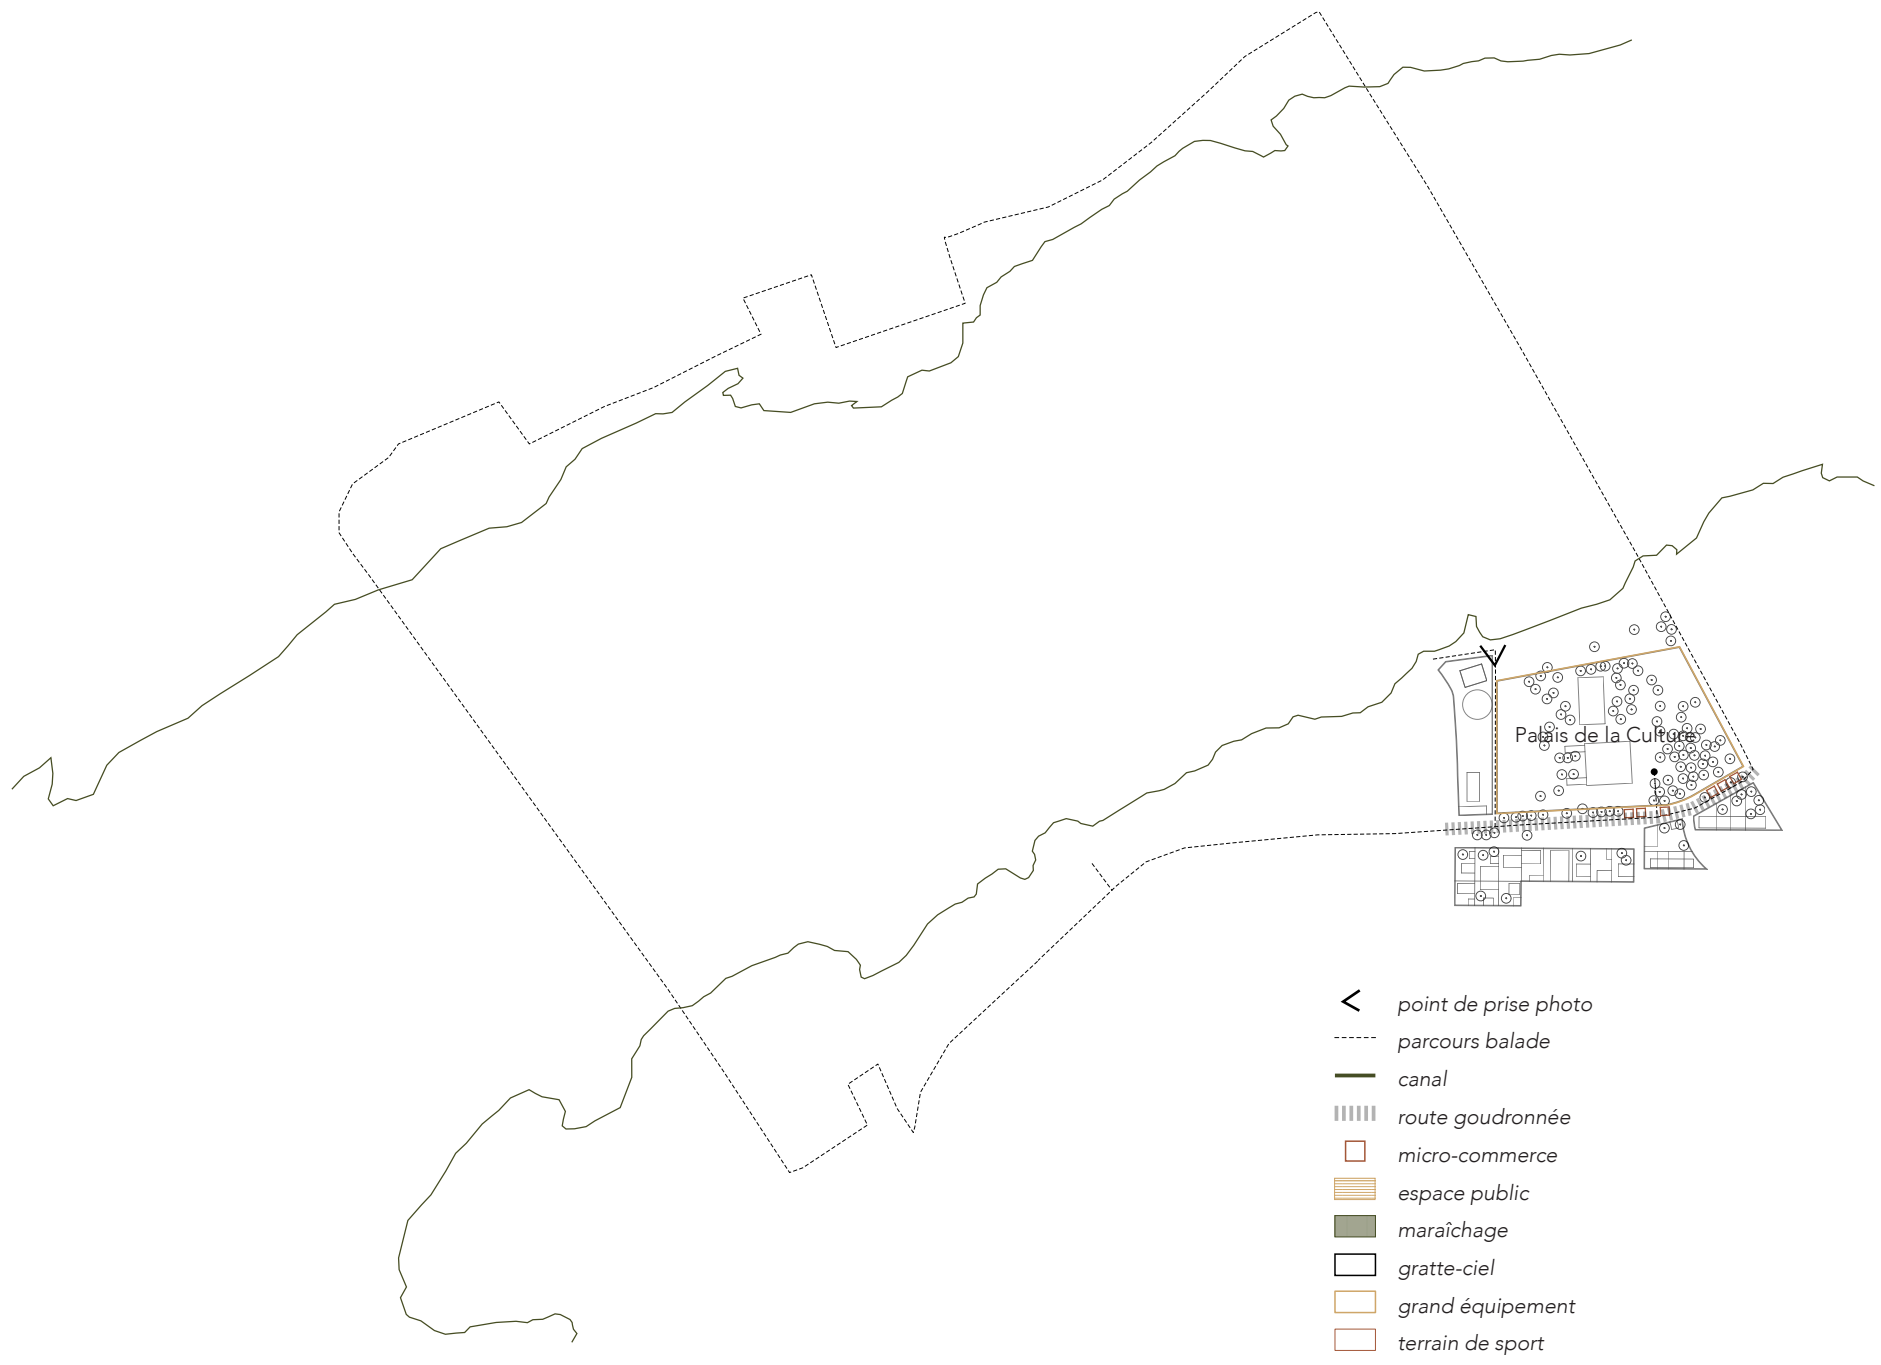 Palais de la Culture
point de prise photo
parcours balade
canal
route goudronnée
micro-commerce
espace public
maraîchage
gratte-ciel
grand équipement
terrain de sport